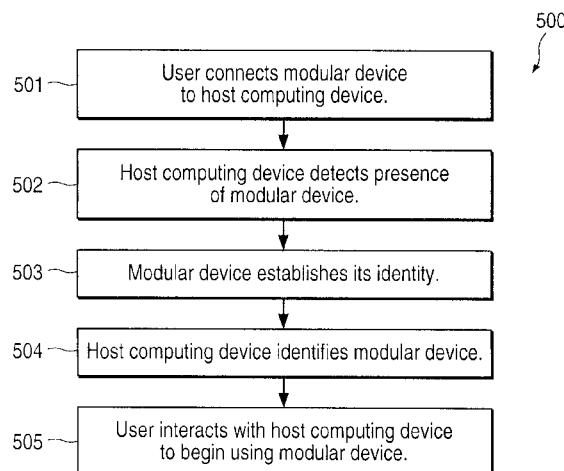 500
501
User connects modular device
to host computing device.
502
Host computing device detects presence
of modular device.
503
Modular device establishes its identity.
504
Host computing device identifies modular device.
505
User interacts with host computing device
to begin using modular device.